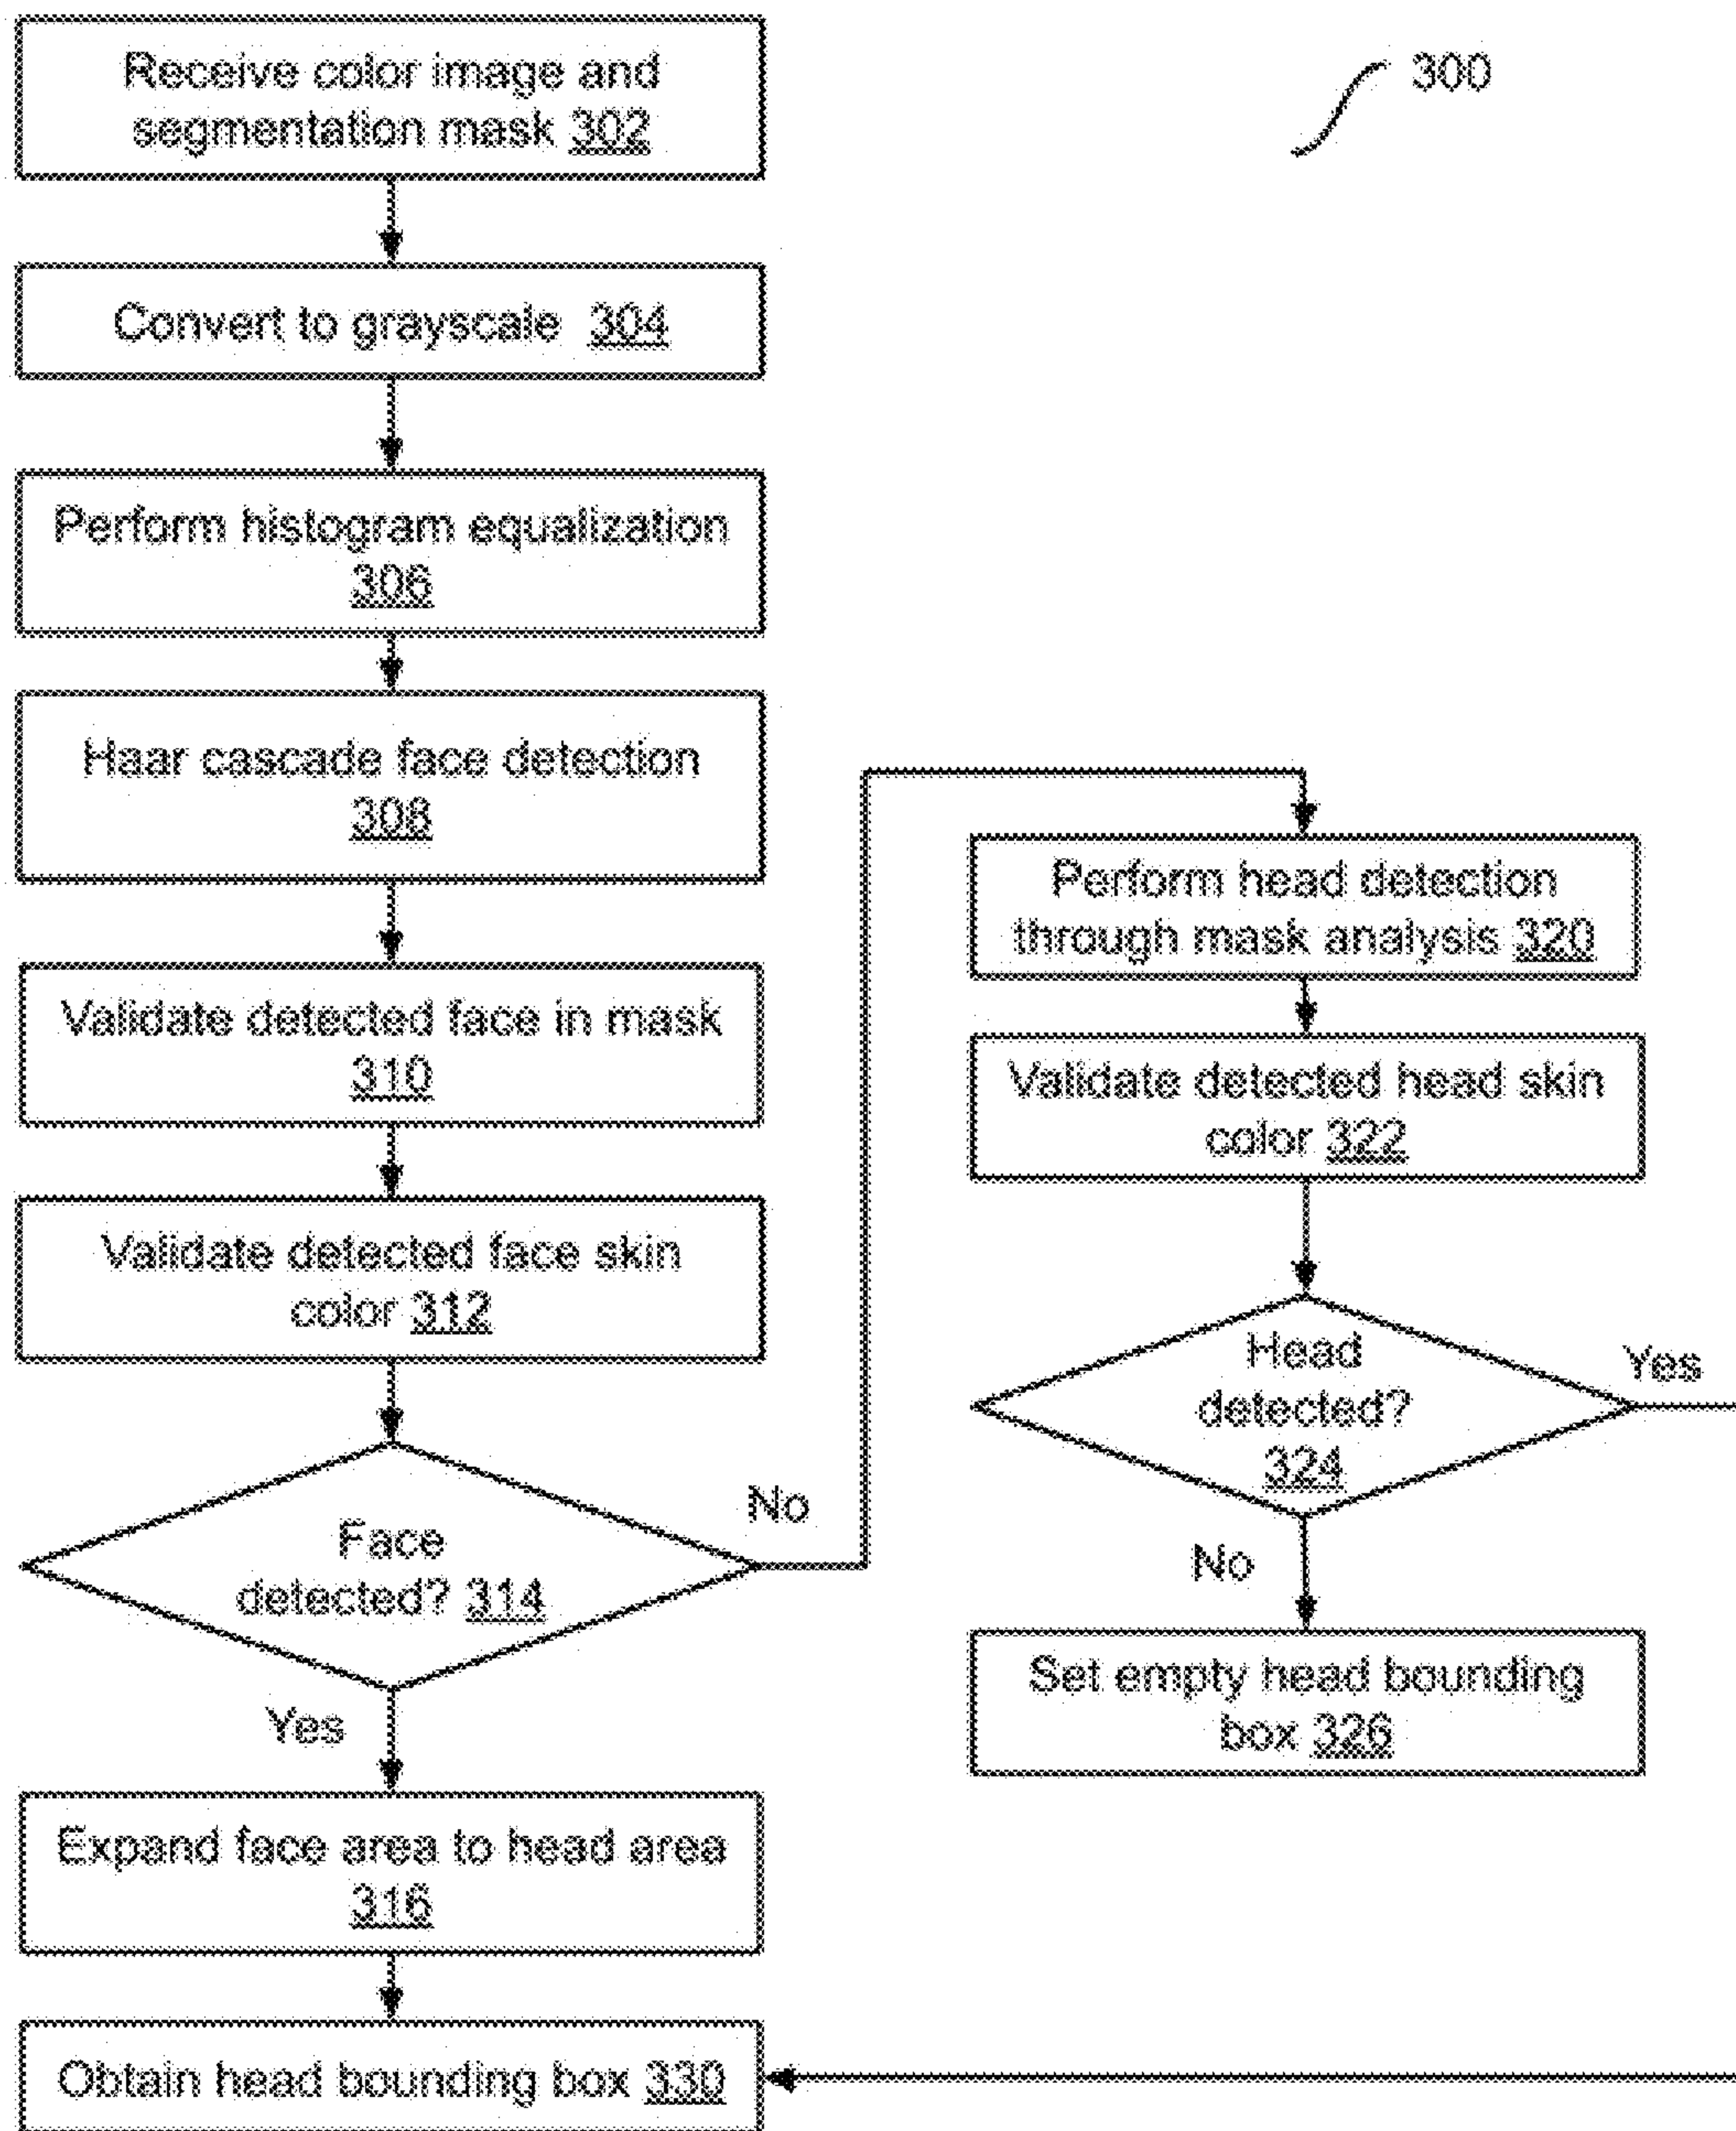 Receive color image and
segmentation mask 302
300
Convert to grayscale 304
Perform histogram equalization
306
Haar cascade face detection
308
Validate detected face in mask
310
Validate detected face skin
color 312
Face
detected? 314
No
Yes
Expand face area to head area
316
Obtain head bounding box 330
Perform head detection
through mask analysis 320
Validate detected head skin
color 322
Head
detected?
324
Yes
No
Set empty head bounding
box 326